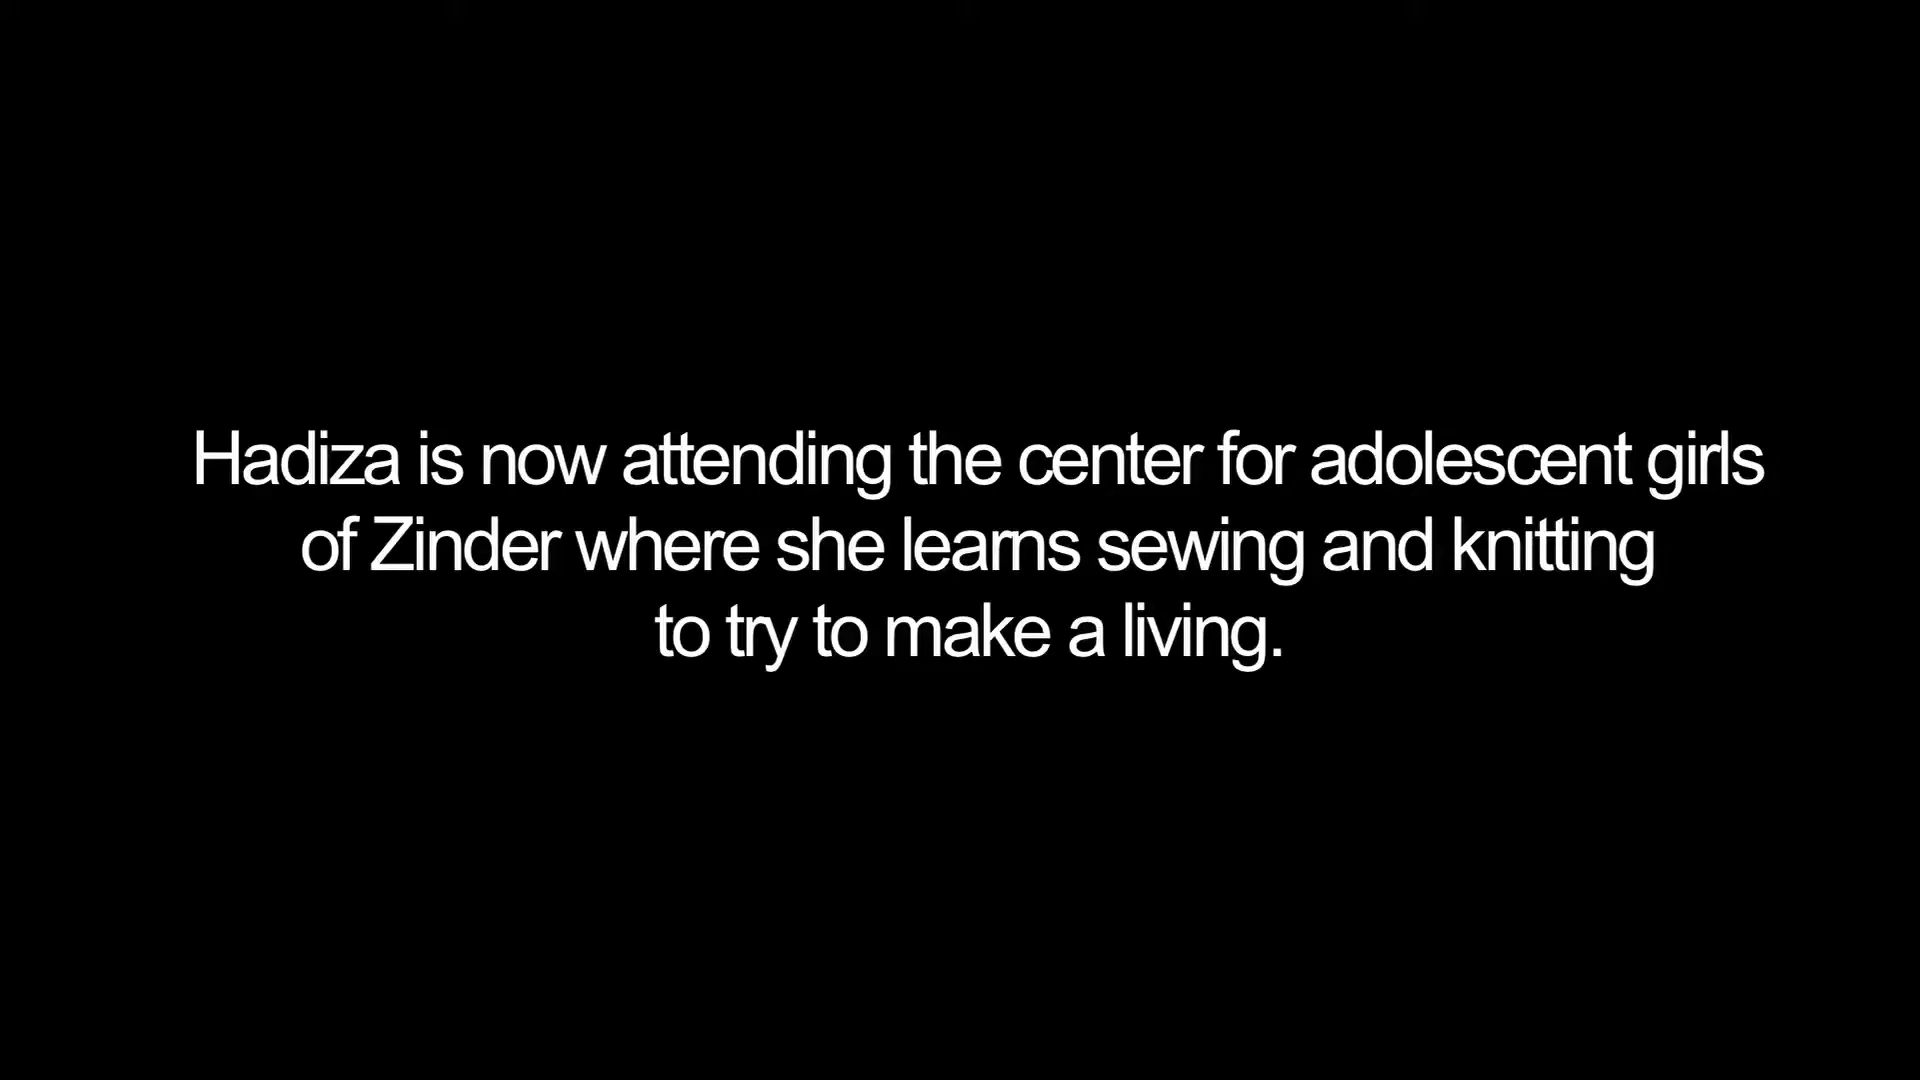 Hadiza is now attending the center for adolescent girls
of Zinder where she learns sewing and knitting
to try to make a living.